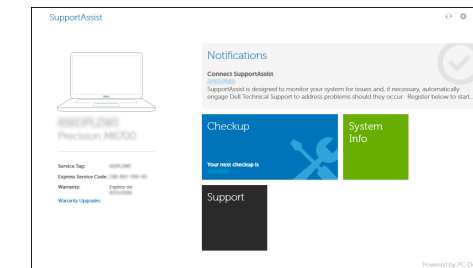 SupportAssist
Notifications
Connect SupportAssist
SupportAssist is designed to monitor your system for issues and, if necessary, automatically
engage Dell Technical Support to address problems should they occur. Register below to start..
Precision M6700
Service Tag:
Express Service Code:
Warranty: Expires on
Warranty Upgrades
Checkup
Your next checkup is
System
Info
Support
Powered by PC-D